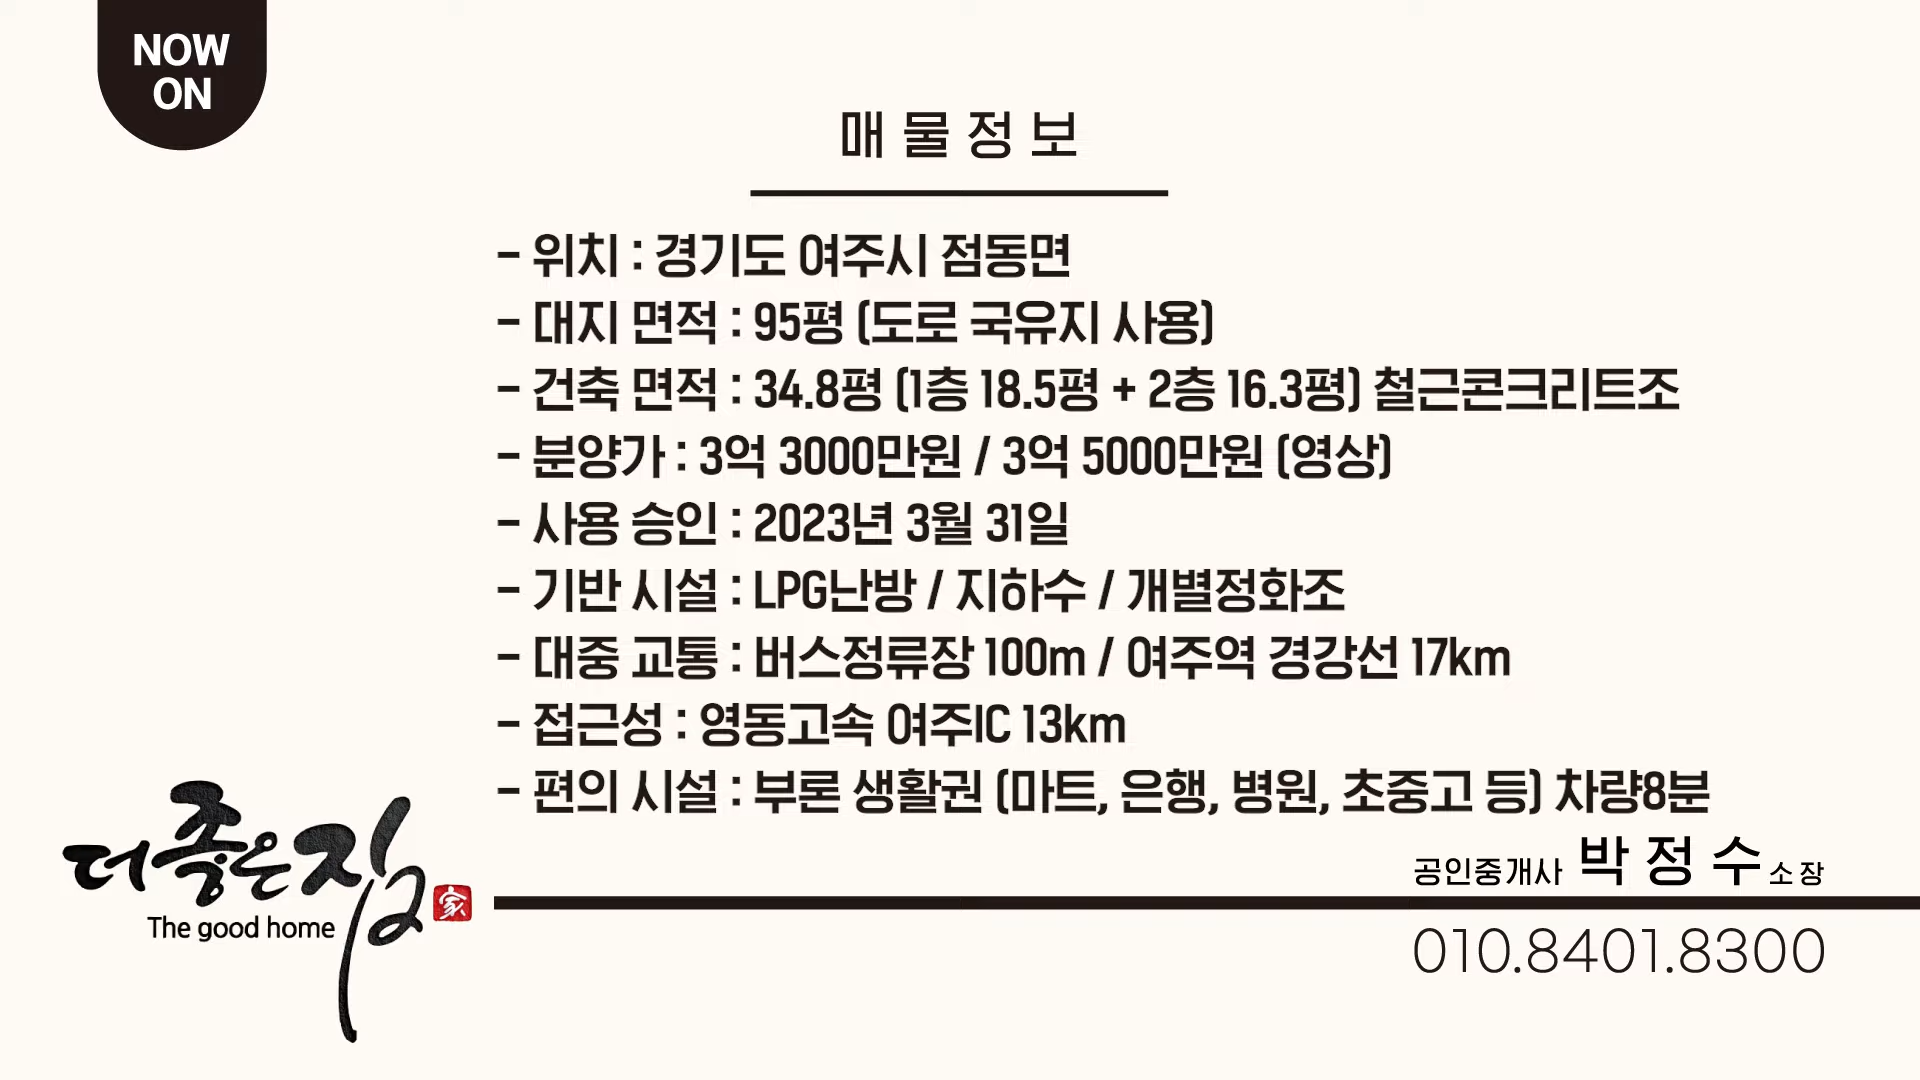 NOW
ON
매물정보
- 위치 : 경기도 여주시 점동면
- 대지 면적 : 95평 (도로 국유지 사용)
- 건축 면적 : 34.8평 (1층 18.5평 + 2층 16.3평) 철근콘크리트조
- 분양가 : 3억 3000만원 / 3억 5000만원 (영상)
- 사용 승인 : 2023년 3월 31일
- 기반 시설 : LPG난방 / 지하수 / 개별정화조
- 대중 교통 : 버스정류장 100m / 여주역 경강선 17km
- 접근성 : 영동고속 여주IC 13km
- 편의 시설 : 부론 생활권 (마트, 은행, 병원, 초중고 등) 차량8분
더좋은집 家
The good home
공인중개사 박정수 소장
010.8401.8300